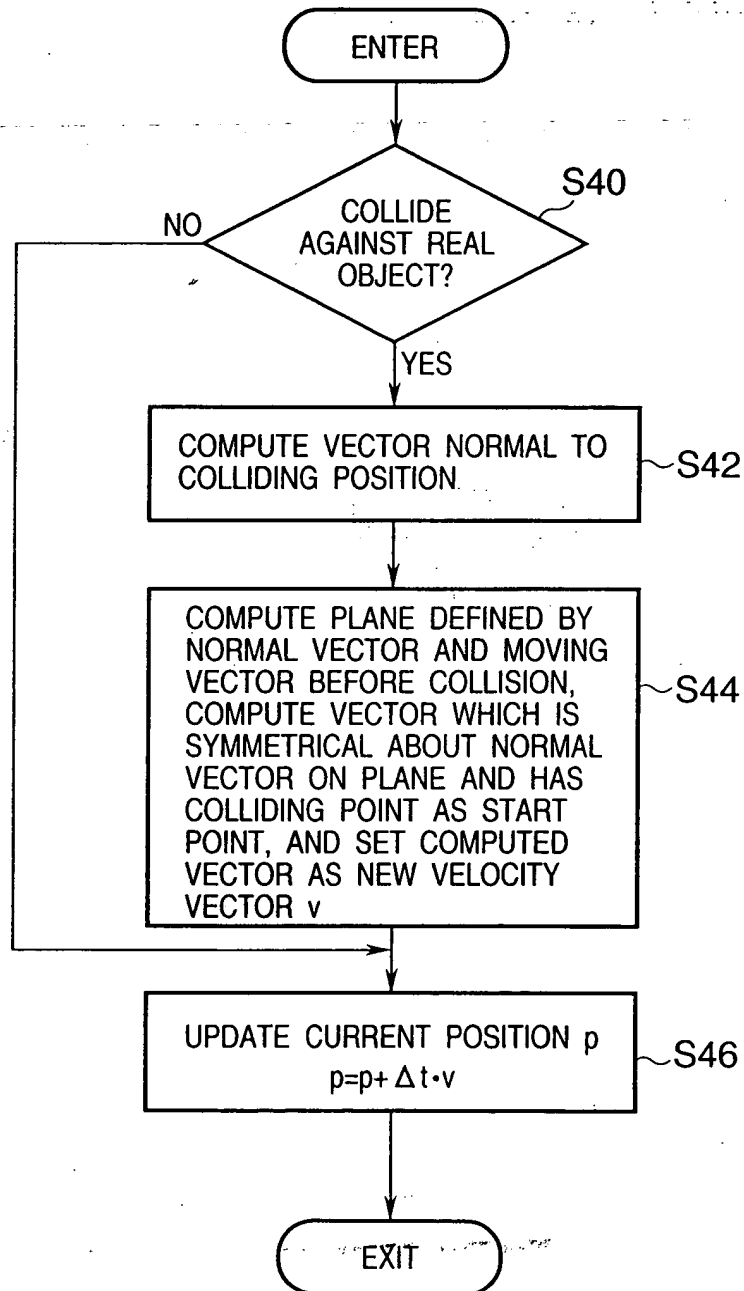 ENTER
S40
COLLIDE
AGAINST REAL
OBJECT?
NO
YES
COMPUTE VECTOR NORMAL TO
COLLIDING POSITION
S42
COMPUTE PLANE DEFINED BY
NORMAL VECTOR AND MOVING
VECTOR BEFORE COLLISION,
COMPUTE VECTOR WHICH IS
SYMMETRICAL ABOUT NORMAL
VECTOR ON PLANE AND HAS
COLLIDING POINT AS START
POINT, AND SET COMPUTED
VECTOR AS NEW VELOCITY
VECTOR v
S44
UPDATE CURRENT POSITION p
p=p+Δt·v
S46
EXIT